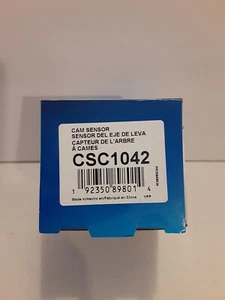 CAM SENSOR
SENSOR DEL EJE DE LEVA
CAPTEUR DE L'ARBRE
À CAMES
CSC1042
1 92350 89801 4
Made in/Hecho en/Fabriqué en China VPP